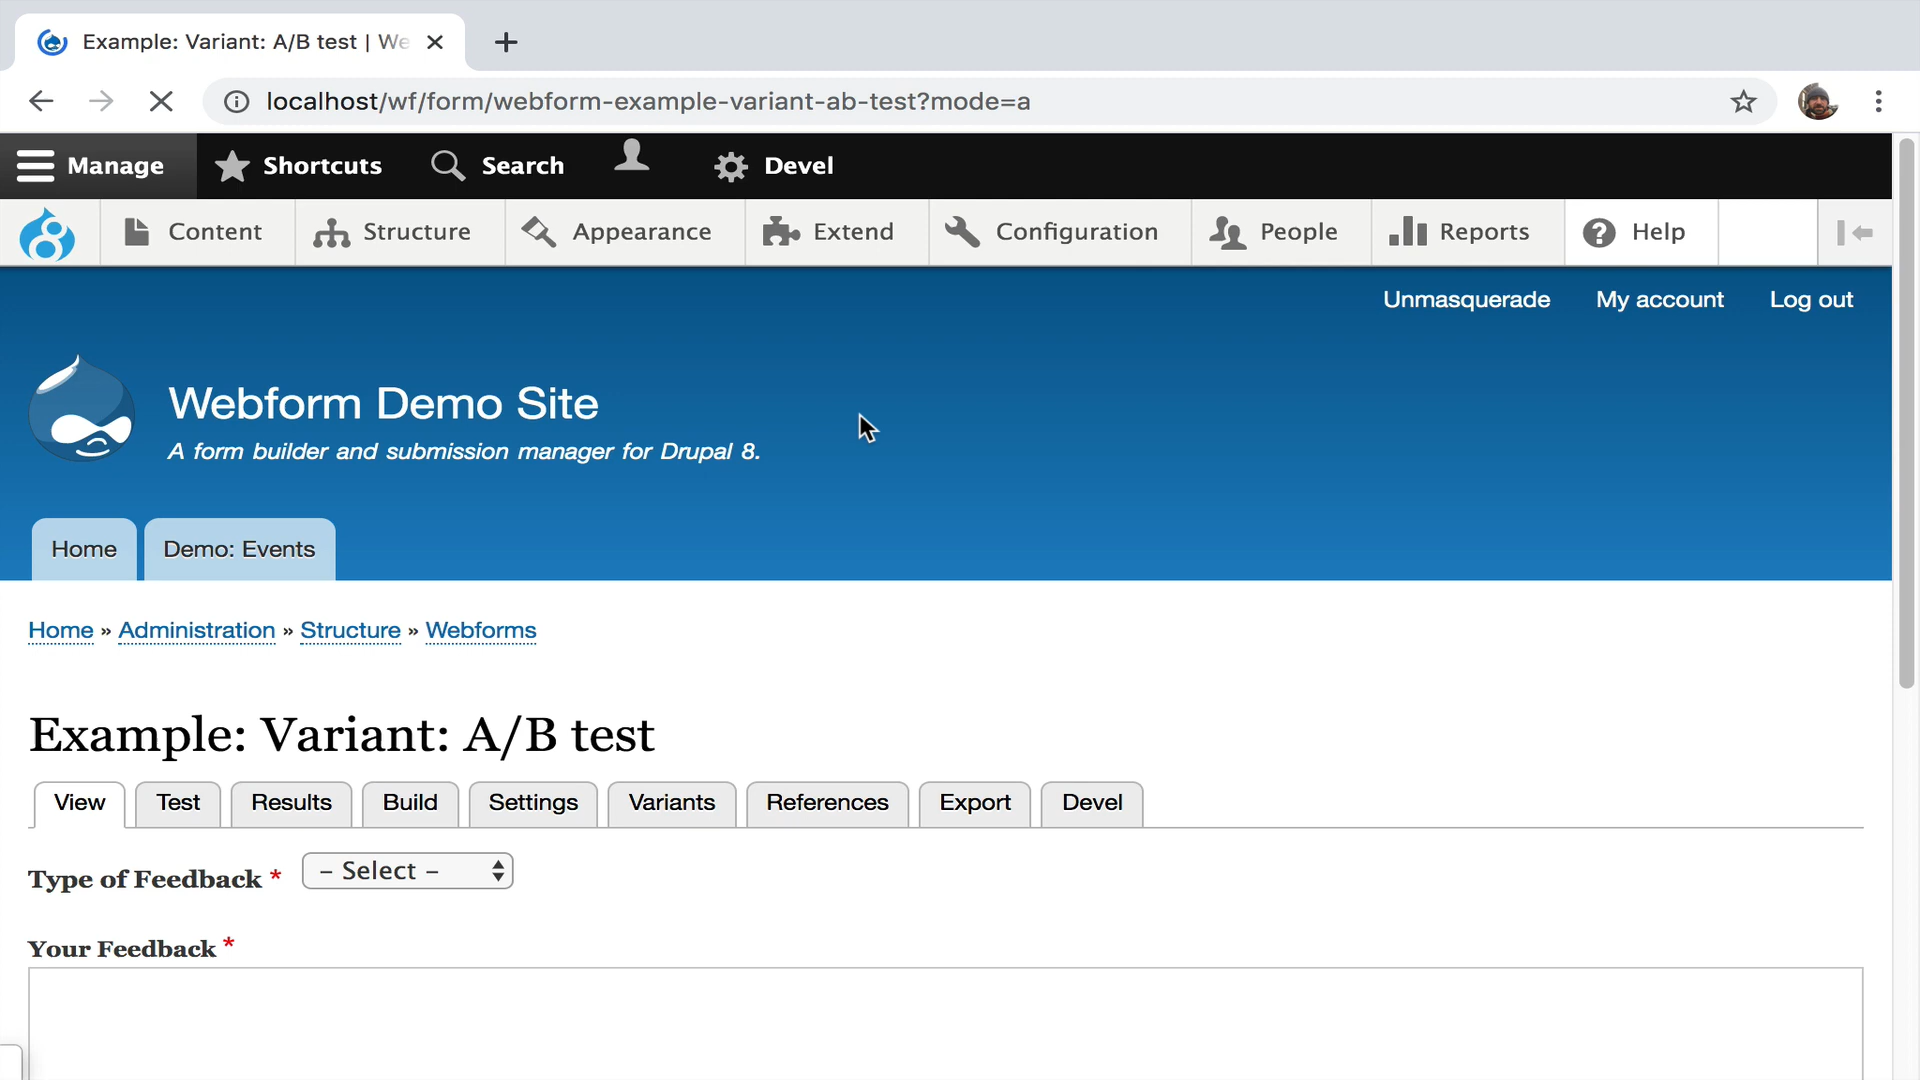 Example: Variant: A/B test | We
localhost/wf/form/webform-example-variant-ab-test?mode=a
Manage Shortcuts Search Devel
Content Structure Appearance Extend Configuration People Reports Help
Unmasquerade My account Log out
Webform Demo Site
A form builder and submission manager for Drupal 8.
Home Demo: Events
Home » Administration » Structure » Webforms
Example: Variant: A/B test
View Test Results Build Settings Variants References Export Devel
Type of Feedback * – Select –
Your Feedback *